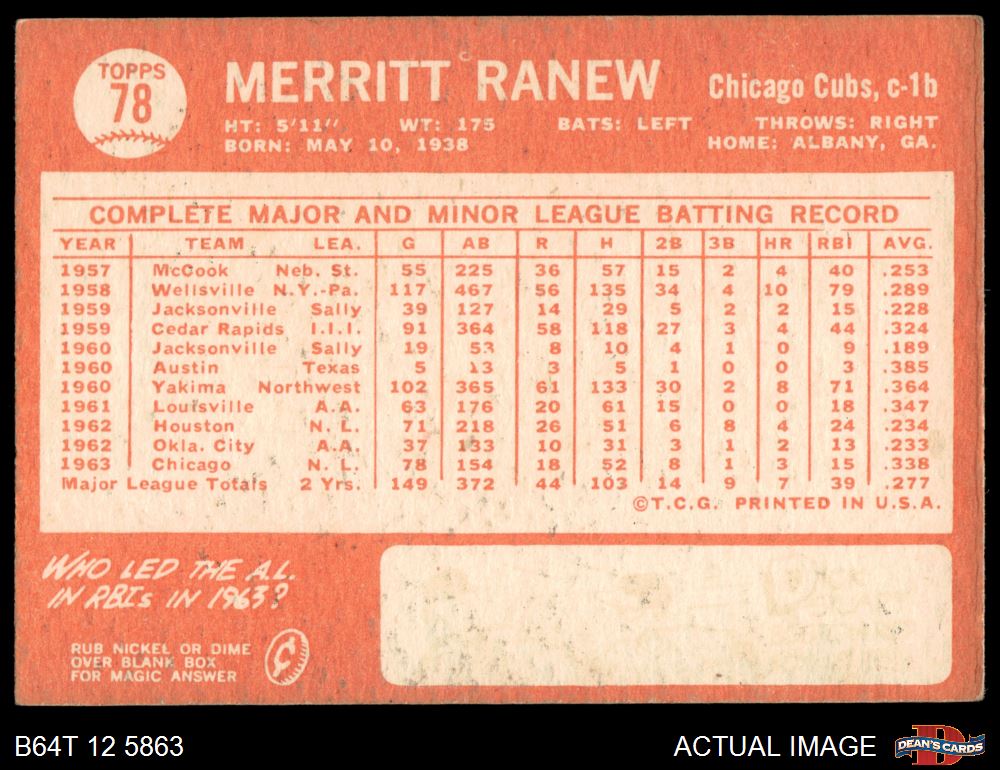 TOPPS
78
MERRITT RANEW
Chicago Cubs, c-1b
HT: 5'11" WT: 175 BATS: LEFT THROWS: RIGHT
BORN: MAY 10, 1938 HOME: ALBANY, GA.
COMPLETE MAJOR AND MINOR LEAGUE BATTING RECORD
YEAR TEAM LEA. G AB R H 2B 3B HR RBI AVG.
1957 McCook Neb. St. 55 225 36 57 15 2 4 40 .253
1958 Wellsville N.Y.-Pa. 117 467 56 135 34 4 10 79 .289
1959 Jacksonville Sally 39 127 14 29 5 2 2 15 .228
1959 Cedar Rapids I.I.I. 91 364 58 118 27 3 4 44 .324
1960 Jacksonville Sally 19 53 8 10 4 1 0 9 .189
1960 Austin Texas 5 13 3 5 1 0 0 3 .385
1960 Yakima Northwest 102 365 61 133 30 2 8 71 .364
1961 Louisville A.A. 63 176 20 61 15 0 0 18 .347
1962 Houston N. L. 71 218 26 51 6 8 4 24 .234
1962 Okla. City A.A. 37 133 10 31 3 1 2 13 .233
1963 Chicago N. L. 78 154 18 52 8 1 3 15 .338
Major League Totals 2 Yrs. 149 372 44 103 14 9 7 39 .277
©T.C.G. PRINTED IN U.S.A.
WHO LED THE A.L.
IN RBIs IN 1963?
RUB NICKEL OR DIME
OVER BLANK BOX
FOR MAGIC ANSWER
B64T 12 5863
ACTUAL IMAGE
D
DEAN'S CARDS